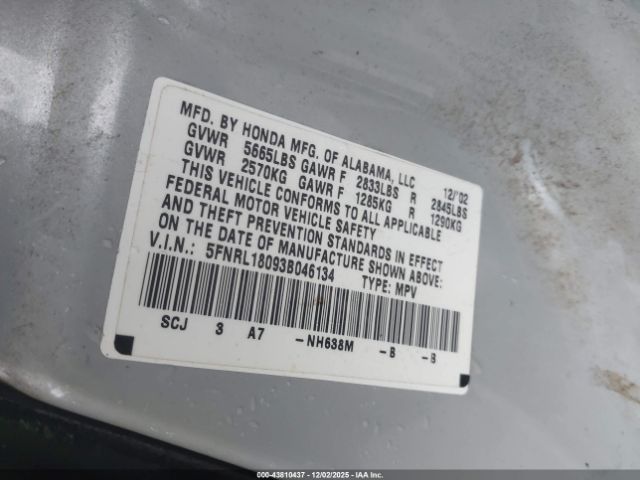 MFD. BY HONDA MFG. OF ALABAMA, LLC 12/'02
GVWR 5665LBS GAWR F 2833LBS R 2845LBS
GVWR 2570KG GAWR F 1285KG R 1290KG
THIS VEHICLE CONFORMS TO ALL APPLICABLE
FEDERAL MOTOR VEHICLE SAFETY
AND THEFT PREVENTION STANDARDS IN EFFECT
ON THE DATE OF MANUFACTURE SHOWN ABOVE:
V.I.N.: 5FNRL18093B046134 TYPE: MPV
SCJ 3 A7 -NH638M -B -B
000-43810437 - 12/02/2025 - IAA Inc.